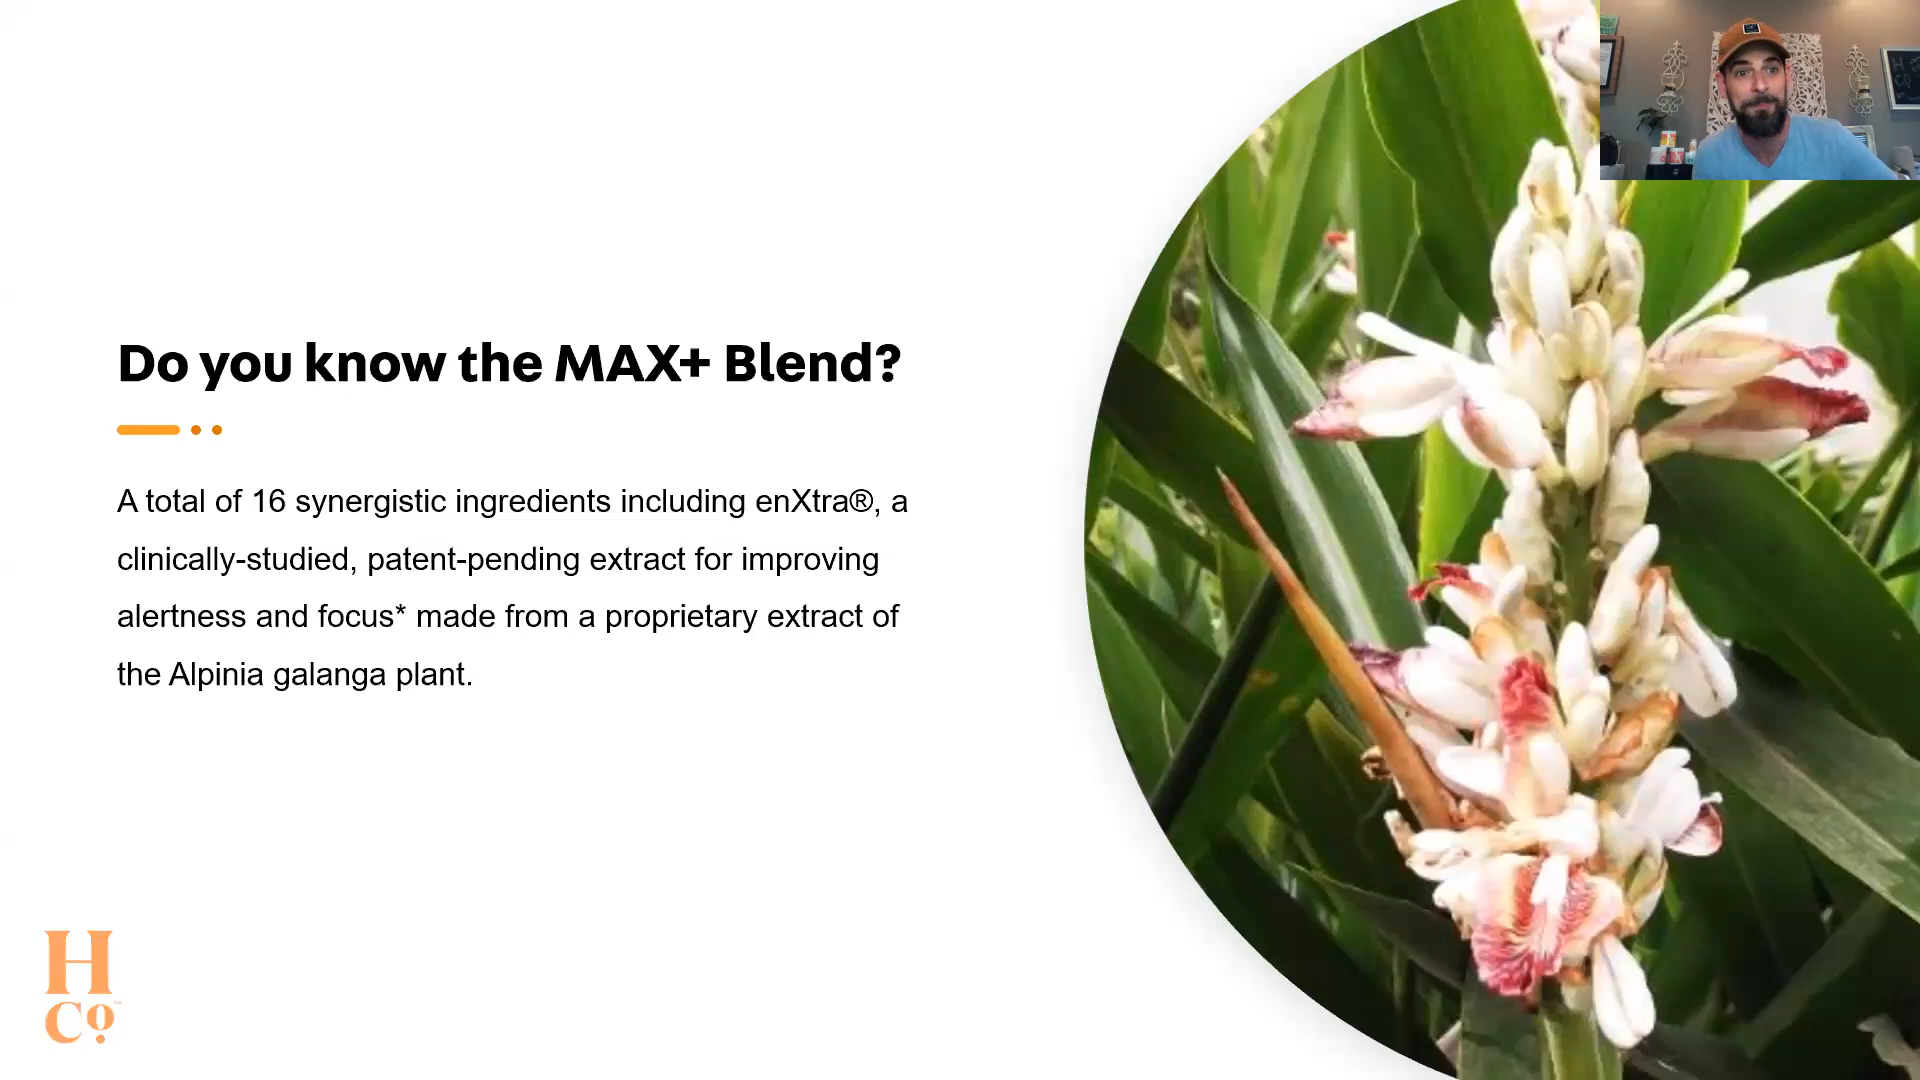 Do you know the MAX+ Blend?
A total of 16 synergistic ingredients including enXtra®, a
clinically-studied, patent-pending extract for improving
alertness and focus* made from a proprietary extract of
the Alpinia galanga plant.
H
Co